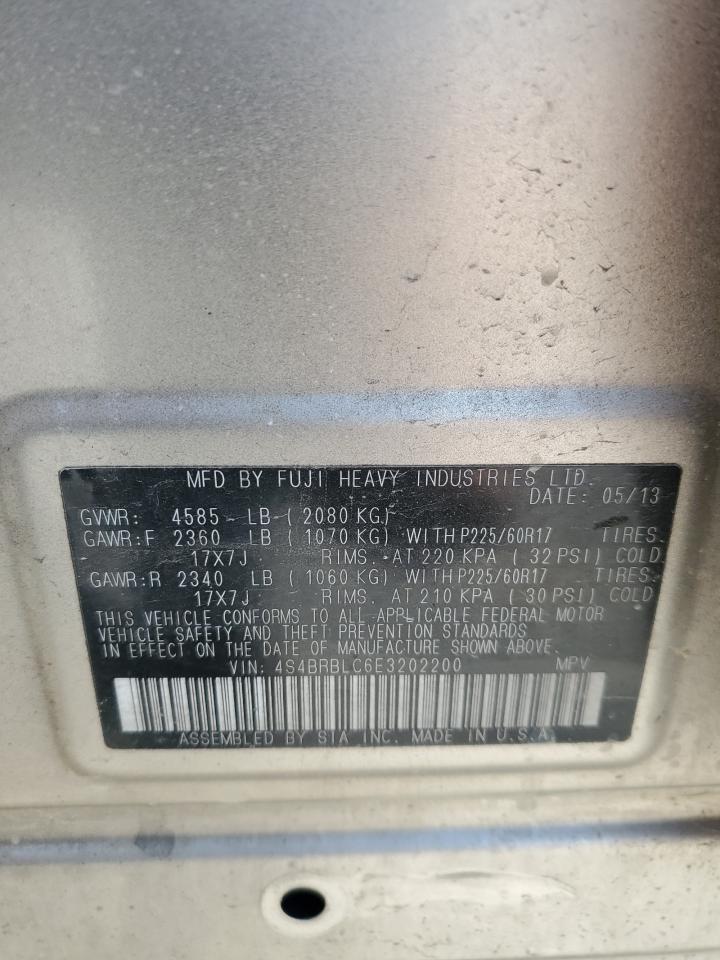 MFD BY FUJI HEAVY INDUSTRIES LTD.
DATE: 05/13
GVWR: 4585 LB ( 2080 KG)
GAWR:F 2360 LB ( 1070 KG) WITH P225/60R17 TIRES.
17X7J RIMS. AT 220 KPA ( 32 PSI) COLD.
GAWR:R 2340 LB ( 1060 KG) WITH P225/60R17 TIRES.
17X7J RIMS. AT 210 KPA ( 30 PSI) COLD
THIS VEHICLE CONFORMS TO ALL APPLICABLE FEDERAL MOTOR
VEHICLE SAFETY AND THEFT PREVENTION STANDARDS
IN EFFECT ON THE DATE OF MANUFACTURE SHOWN ABOVE.
VIN: 4S4BRBLC6E3202200 MPV
ASSEMBLED BY SIA INC. MADE IN U.S.A.